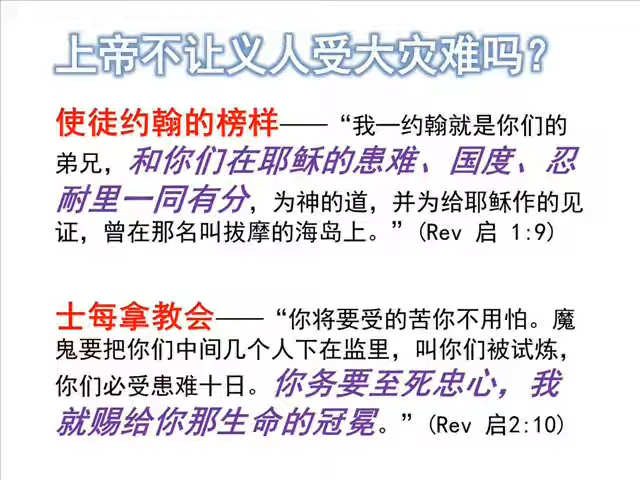 上帝不让义人受大灾难吗？
使徒约翰的榜样——“我一约翰就是你们的
弟兄，和你们在耶稣的患难、国度、忍
耐里一同有分，为神的道，并为给耶稣作的见
证，曾在那名叫拔摩的海岛上。”(Rev 启 1:9)
士每拿教会——“你将要受的苦你不用怕。魔
鬼要把你们中间几个人下在监里，叫你们被试炼，
你们必受患难十日。你务要至死忠心，我
就赐给你那生命的冠冕。”(Rev 启2:10)